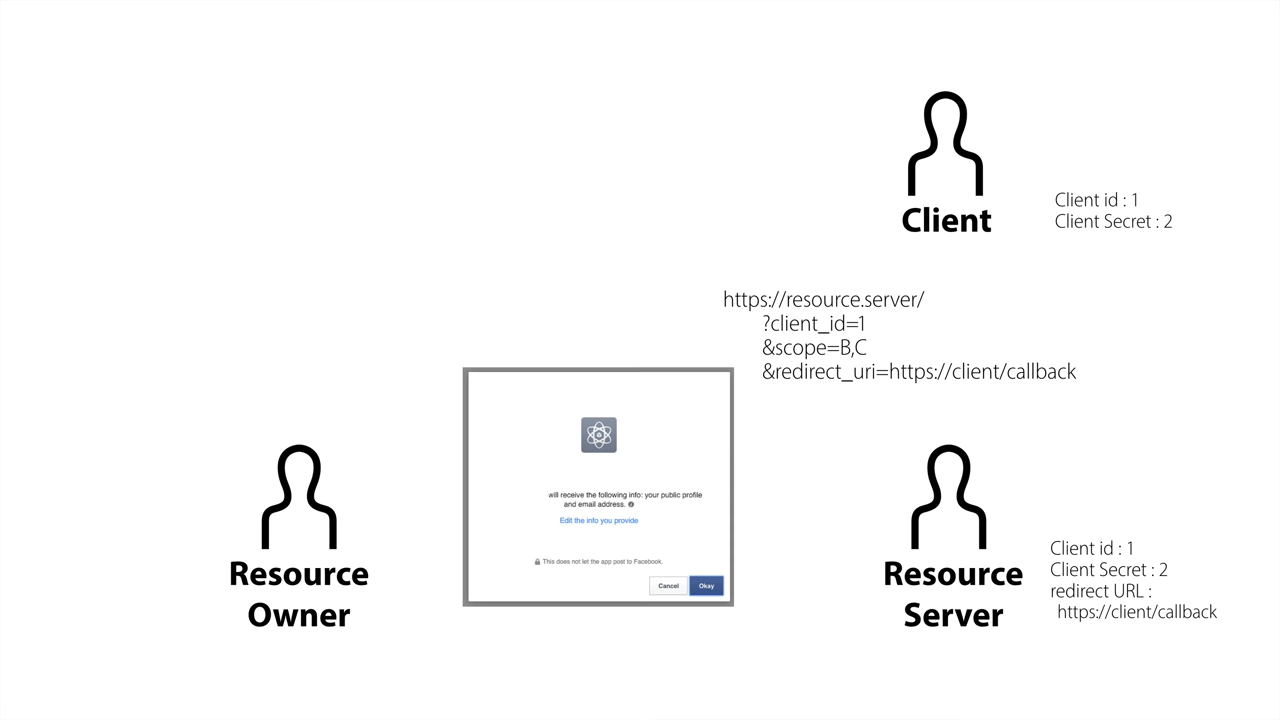 Client
Client id : 1
Client Secret : 2
https://resource.server/
?client_id=1
&scope=B,C
&redirect_uri=https://client/callback
will receive the following info: your public profile
and email address.
Edit the info you provide
This does not let the app post to Facebook.
Cancel
Okay
Resource
Owner
Resource
Server
Client id : 1
Client Secret : 2
redirect URL :
https://client/callback